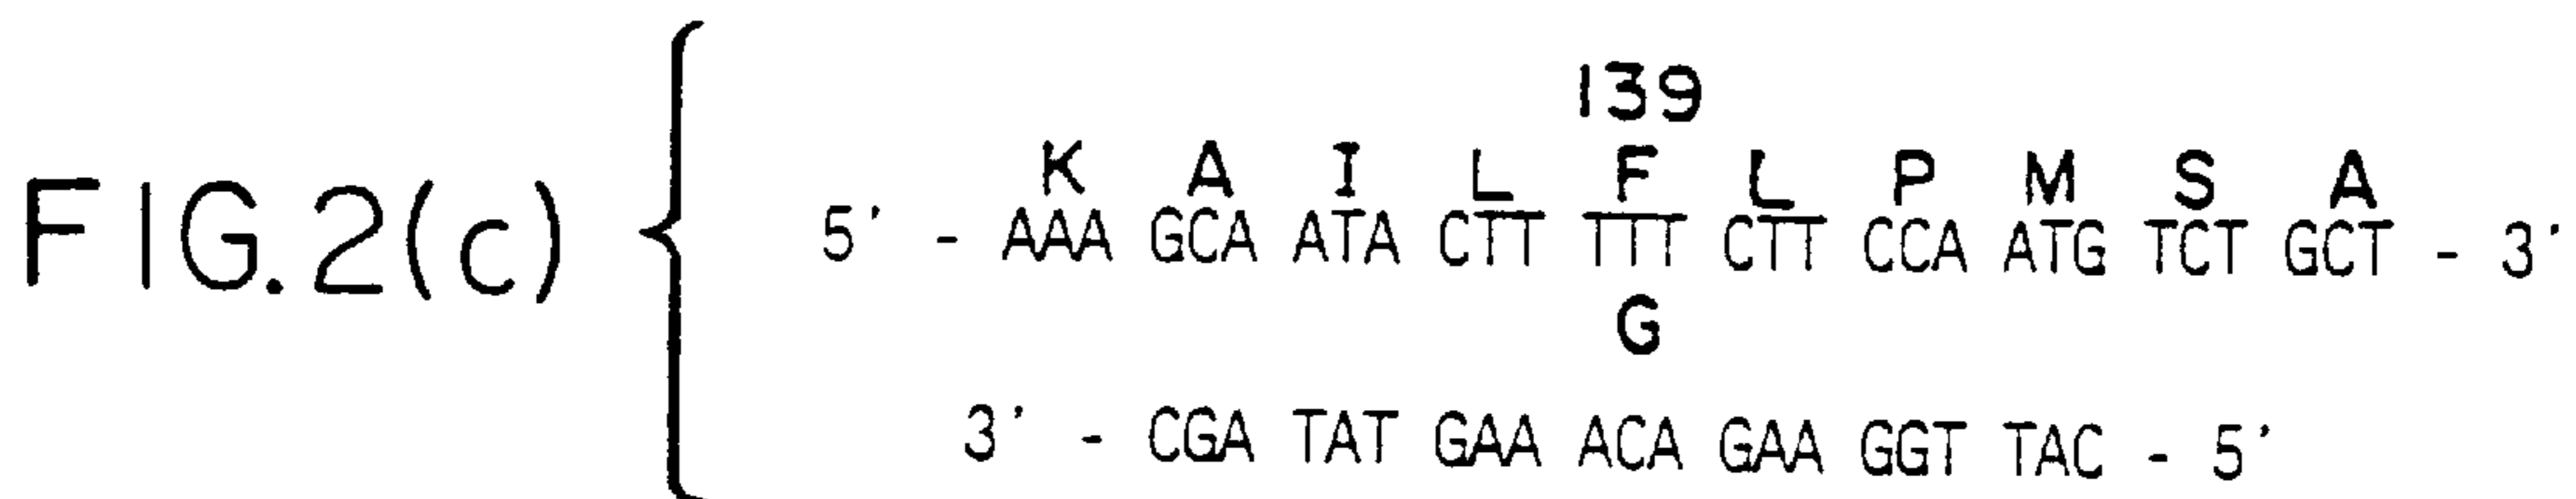 139
K A I L F L P M S A
FIG.2(c) 5' - AAA GCA ATA CTT TTT CTT CCA ATG TCT GCT - 3'
G
3' - CGA TAT GAA ACA GAA GGT TAC - 5'